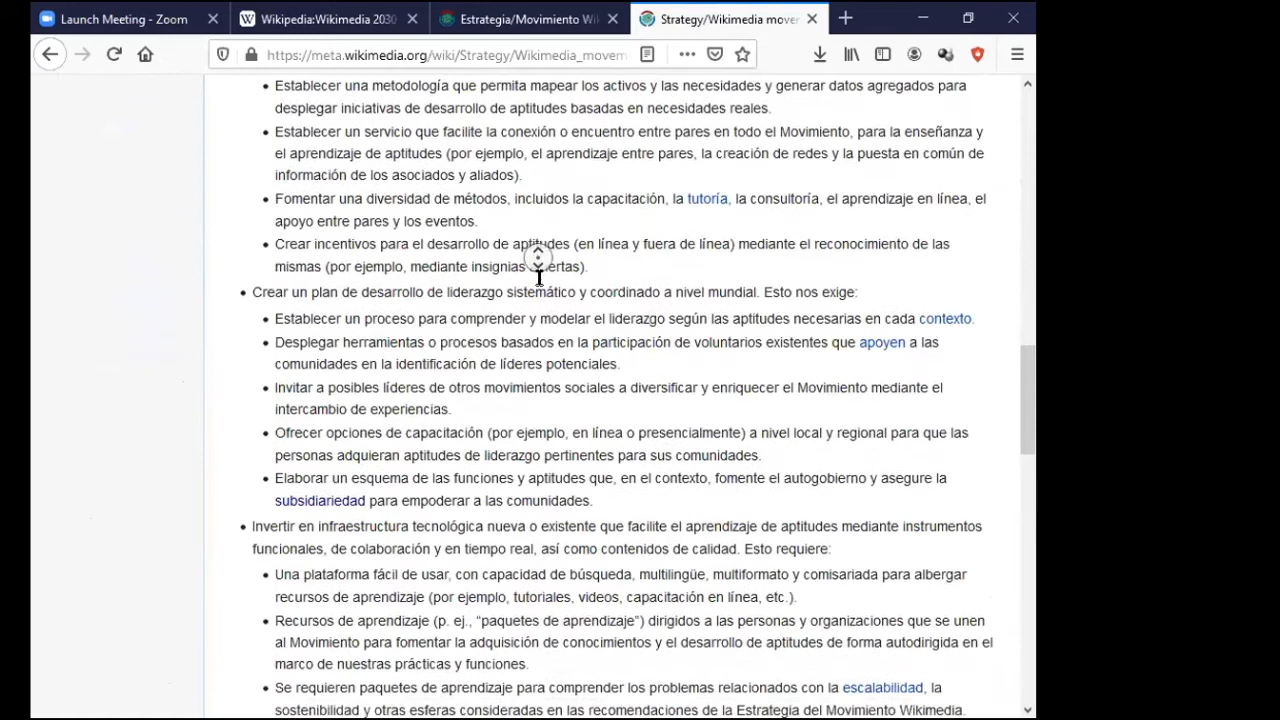 Launch Meeting - Zoom
Wikipedia:Wikimedia 2030
Estrategia/Movimiento Wi
Strategy/Wikimedia move
https://meta.wikimedia.org/wiki/Strategy/Wikimedia_movem
Establecer una metodología que permita mapear los activos y las necesidades y generar datos agregados para
desplegar iniciativas de desarrollo de aptitudes basadas en necesidades reales.
Establecer un servicio que facilite la conexión o encuentro entre pares en todo el Movimiento, para la enseñanza y
el aprendizaje de aptitudes (por ejemplo, el aprendizaje entre pares, la creación de redes y la puesta en común de
información de los asociados y aliados).
Fomentar una diversidad de métodos, incluidos la capacitación, la tutoría, la consultoría, el aprendizaje en línea, el
apoyo entre pares y los eventos.
Crear incentivos para el desarrollo de aptitudes (en línea y fuera de línea) mediante el reconocimiento de las
mismas (por ejemplo, mediante insignias abiertas).
Crear un plan de desarrollo de liderazgo sistemático y coordinado a nivel mundial. Esto nos exige:
Establecer un proceso para comprender y modelar el liderazgo según las aptitudes necesarias en cada contexto.
Desplegar herramientas o procesos basados en la participación de voluntarios existentes que apoyen a las
comunidades en la identificación de líderes potenciales.
Invitar a posibles líderes de otros movimientos sociales a diversificar y enriquecer el Movimiento mediante el
intercambio de experiencias.
Ofrecer opciones de capacitación (por ejemplo, en línea o presencialmente) a nivel local y regional para que las
personas adquieran aptitudes de liderazgo pertinentes para sus comunidades.
Elaborar un esquema de las funciones y aptitudes que, en el contexto, fomente el autogobierno y asegure la
subsidiariedad para empoderar a las comunidades.
Invertir en infraestructura tecnológica nueva o existente que facilite el aprendizaje de aptitudes mediante instrumentos
funcionales, de colaboración y en tiempo real, así como contenidos de calidad. Esto requiere:
Una plataforma fácil de usar, con capacidad de búsqueda, multilingüe, multiformato y comisariada para albergar
recursos de aprendizaje (por ejemplo, tutoriales, videos, capacitación en línea, etc.).
Recursos de aprendizaje (p. ej., “paquetes de aprendizaje”) dirigidos a las personas y organizaciones que se unen
al Movimiento para fomentar la adquisición de conocimientos y el desarrollo de aptitudes de forma autodirigida en el
marco de nuestras prácticas y funciones.
Se requieren paquetes de aprendizaje para comprender los problemas relacionados con la escalabilidad, la
sostenibilidad y otras esferas consideradas en las recomendaciones de la Estrategia del Movimiento Wikimedia.